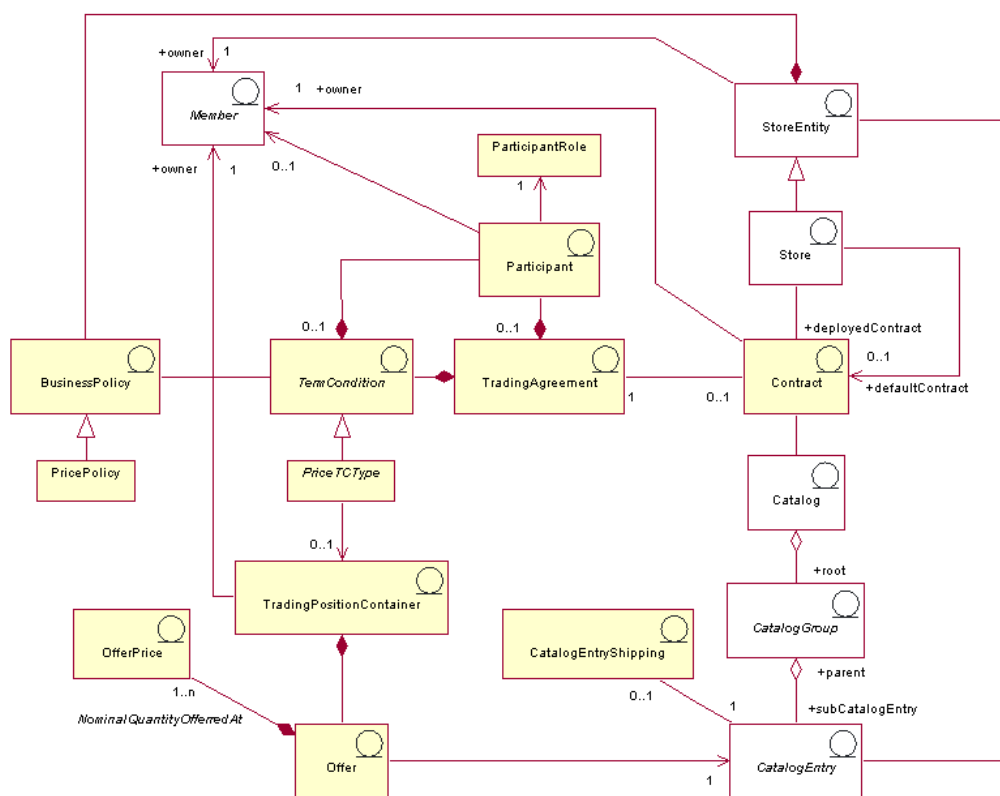 +owner
1
Member
1
+owner
StoreEntity
+owner
1
0..1
ParticipantRole
1
Participant
Store
0..1
0..1
+deployedContract
0..1
BusinessPolicy
TermCondition
TradingAgreement
Contract
+defaultContract
1
0..1
PricePolicy
PriceTCType
Catalog
0..1
+root
TradingPositionContainer
CatalogGroup
OfferPrice
CatalogEntryShipping
+parent
1..n
0..1
1
+subCatalogEntry
NominalQuantityOfferredAt
Offer
CatalogEntry
1